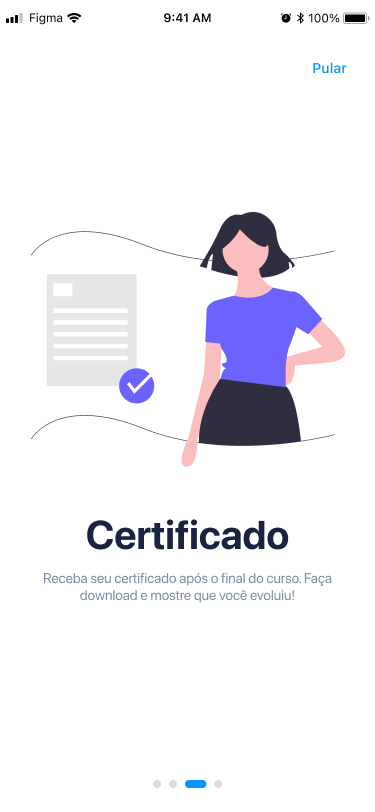 Figma
9:41 AM
100%
Pular
Certificado
Receba seu certificado após o final do curso. Faça
download e mostre que você evoluiu!